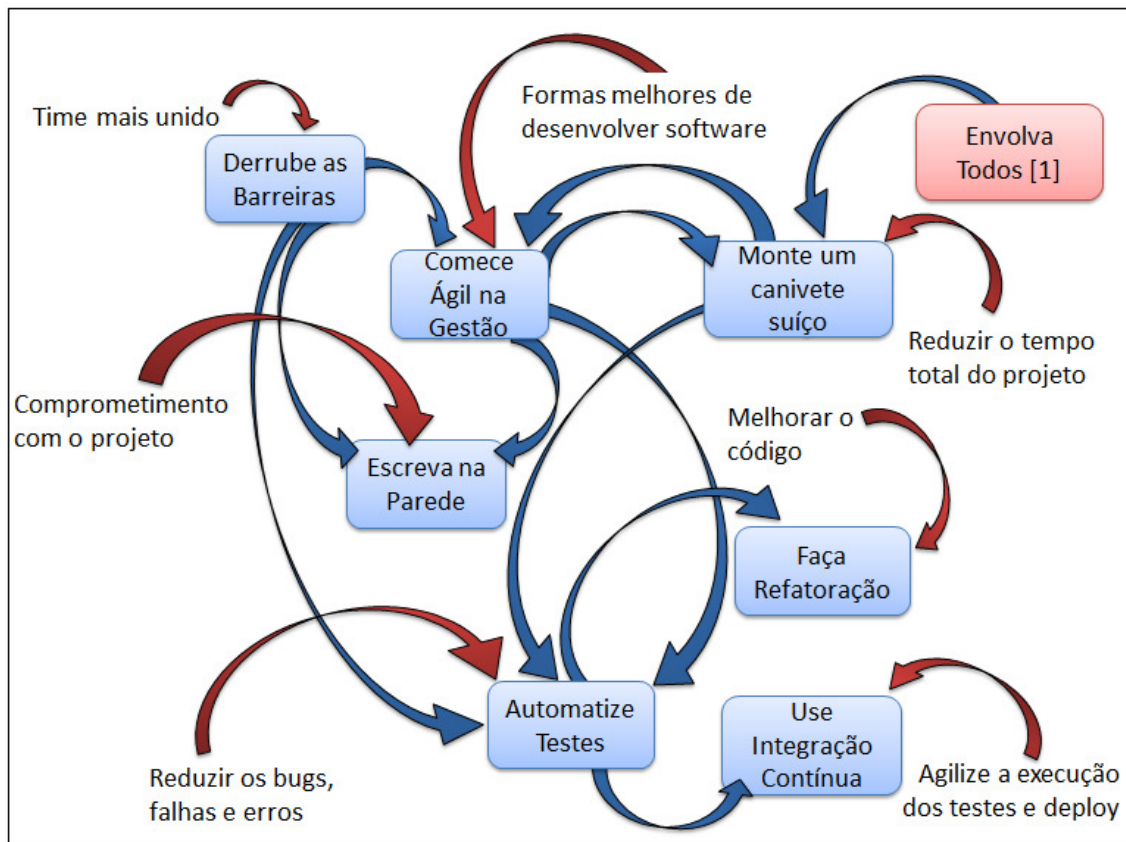 Time mais unido
Derrube as
Barreiras
Formas melhores de
desenvolver software
Envolva
Todos [1]
Comece
Ágil na
Gestão
Monte um
canivete
suíço
Reduzir o tempo
total do projeto
Comprometimento
com o projeto
Escreva na
Parede
Melhorar o
código
Faça
Refatoração
Automatize
Testes
Use
Integração
Contínua
Reduzir os bugs,
falhas e erros
Agilize a execução
dos testes e deploy